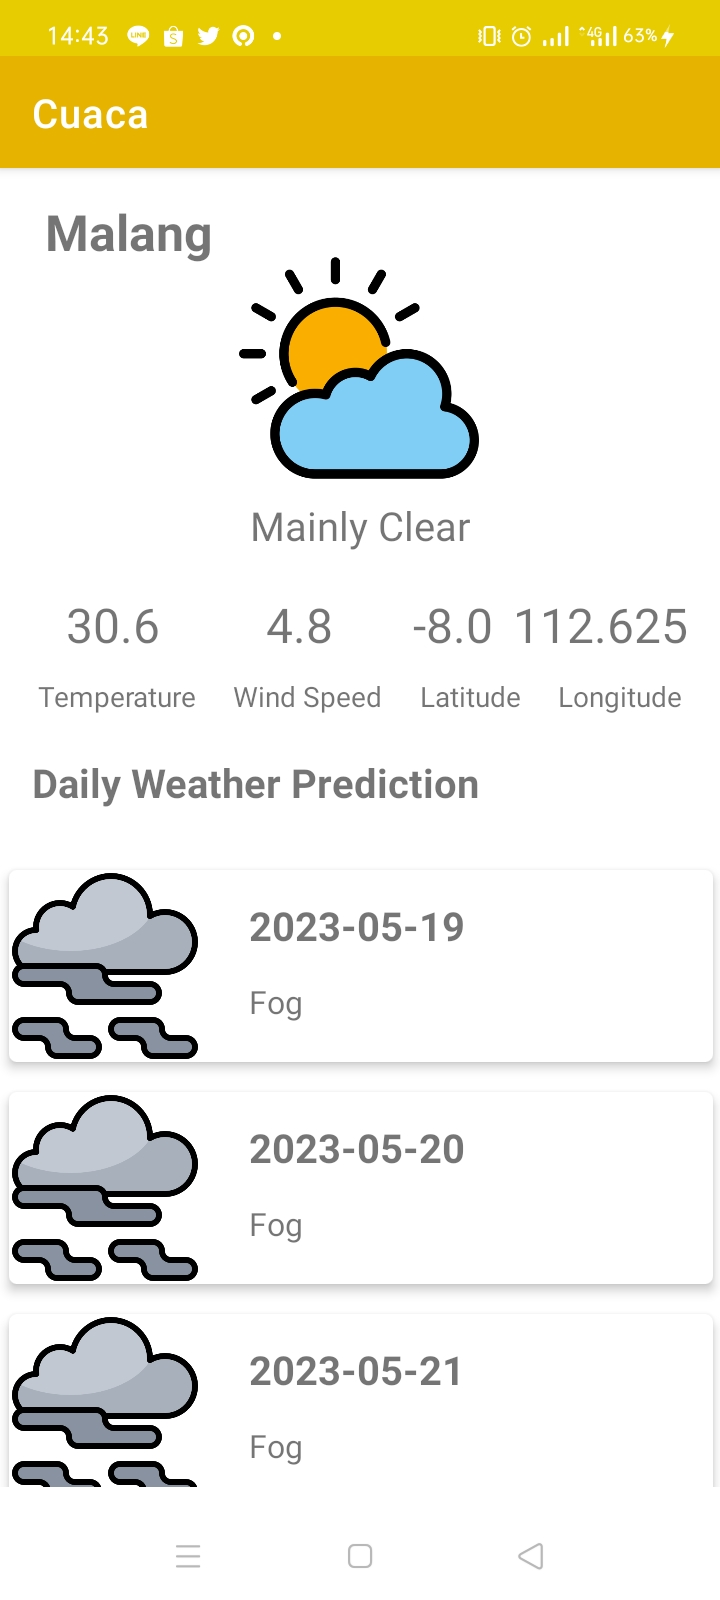 14:43 LINE S 4G 63%
Cuaca
Malang
Mainly Clear
30.6 4.8 -8.0 112.625
Temperature Wind Speed Latitude Longitude
Daily Weather Prediction
2023-05-19
Fog
2023-05-20
Fog
2023-05-21
Fog